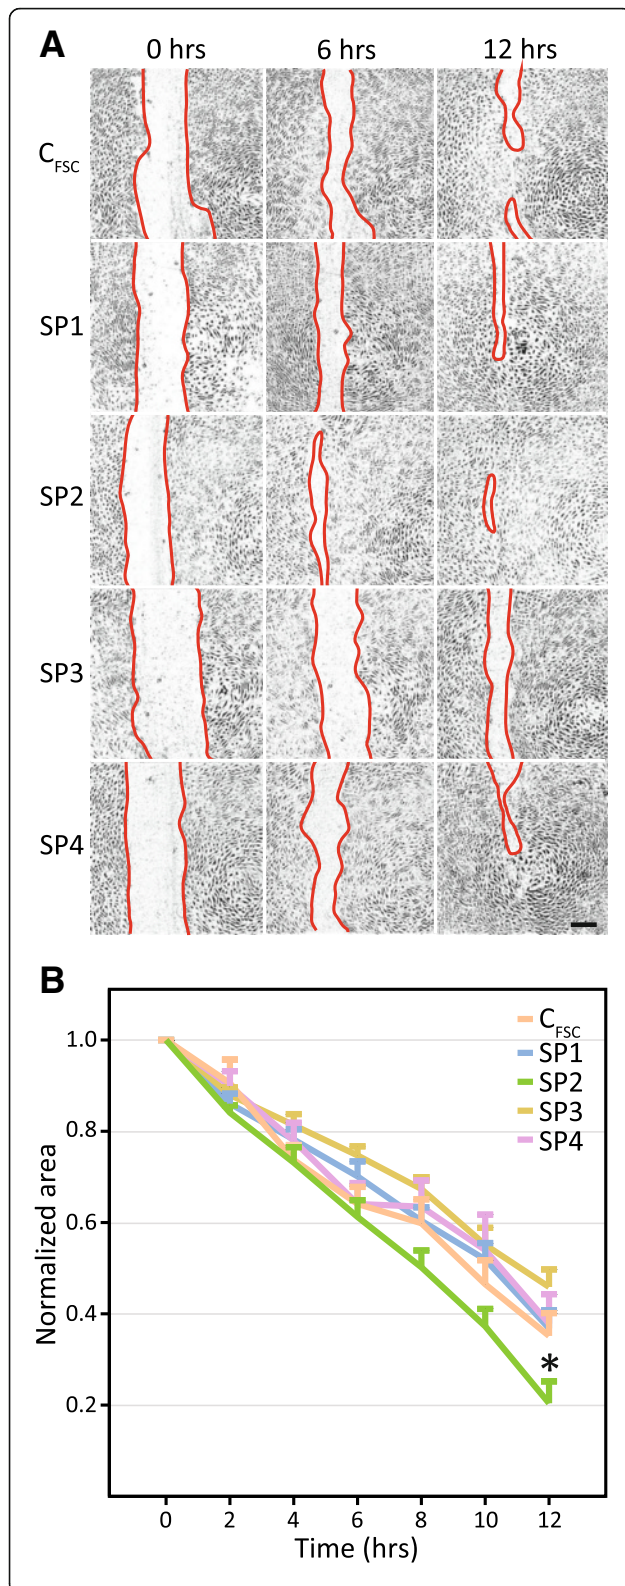 A
0 hrs 6 hrs 12 hrs
CFSC
SP1
SP2
SP3
SP4
B
CFSC
SP1
SP2
SP3
SP4
1.0
0.8
0.6
0.4
0.2
Normalized area
*
0 2 4 6 8 10 12
Time (hrs)